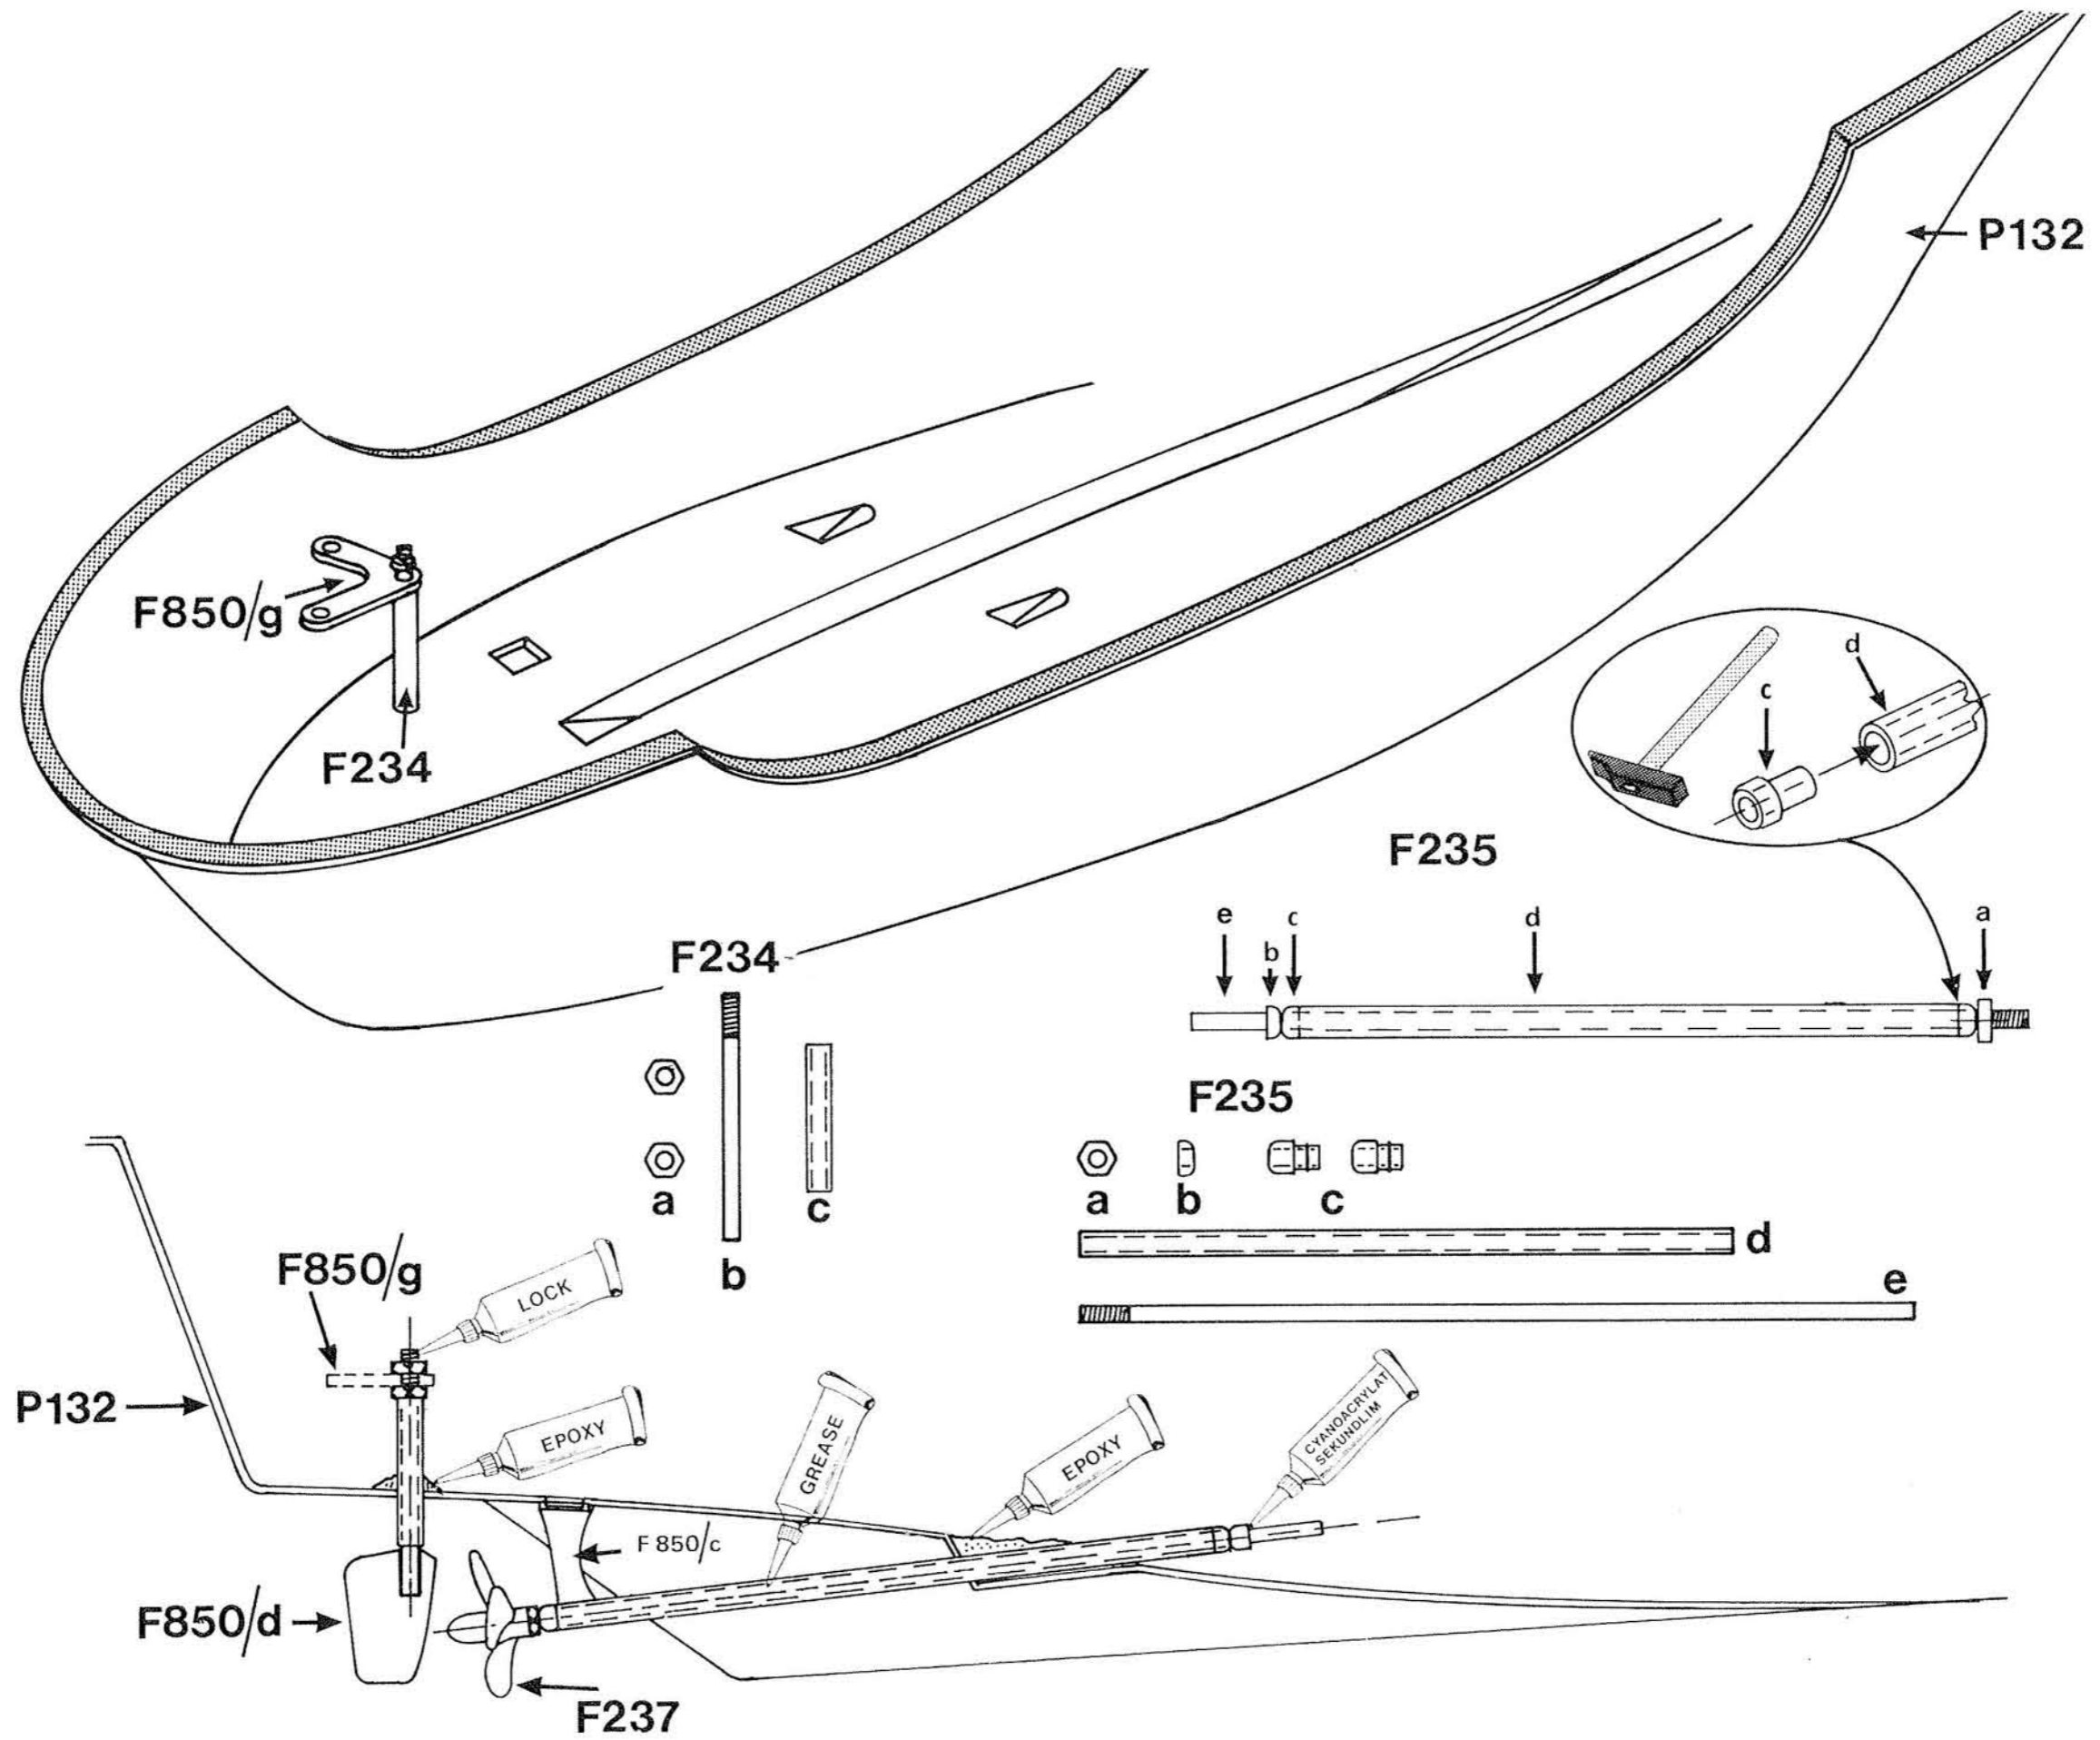 P132
F850/g
F234
d
c
F235
e
c
d
a
b
F234
F235
a
c
b
a
b
c
d
e
F850/g
LOCK
P132
EPOXY
GREASE
EPOXY
CYANOACRYLAT
SEKUNDLIM
F 850/c
F850/d
F237